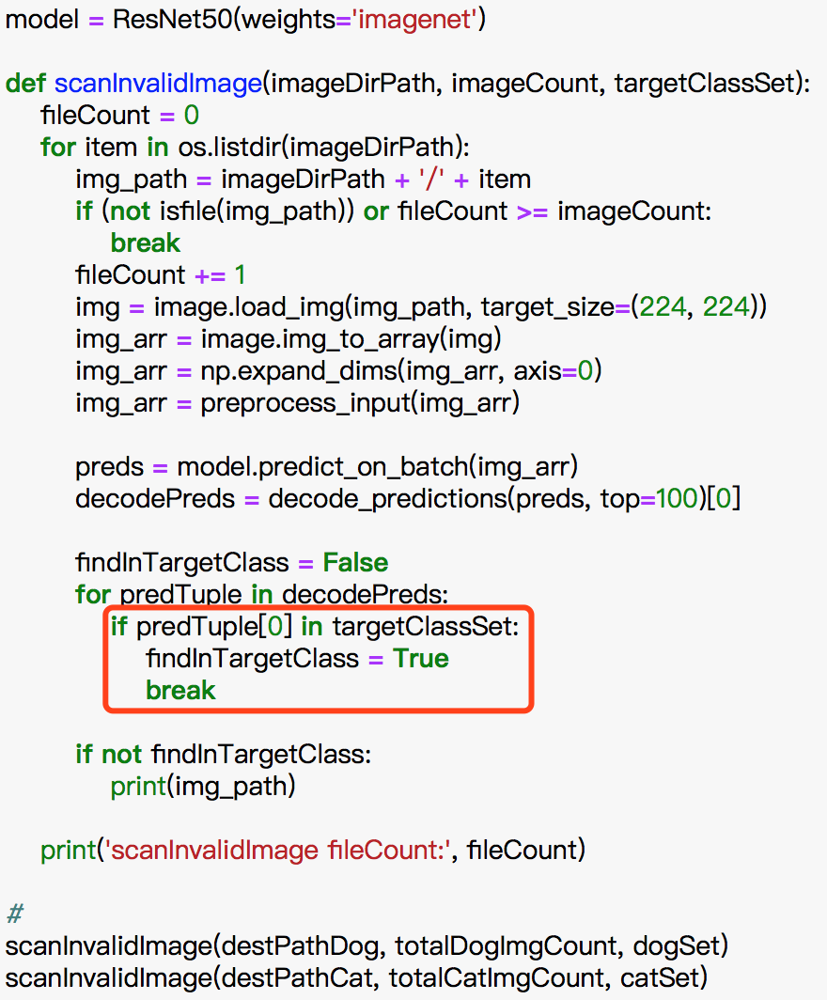 model = ResNet50(weights='imagenet')
def scanInvalidImage(imageDirPath, imageCount, targetClassSet):
    fileCount = 0
    for item in os.listdir(imageDirPath):
        img_path = imageDirPath + '/' + item
        if (not isfile(img_path)) or fileCount >= imageCount:
            break
        fileCount += 1
        img = image.load_img(img_path, target_size=(224, 224))
        img_arr = image.img_to_array(img)
        img_arr = np.expand_dims(img_arr, axis=0)
        img_arr = preprocess_input(img_arr)
        preds = model.predict_on_batch(img_arr)
        decodePreds = decode_predictions(preds, top=100)[0]
        findInTargetClass = False
        for predTuple in decodePreds:
            if predTuple[0] in targetClassSet:
                findInTargetClass = True
                break
        if not findInTargetClass:
            print(img_path)
    print('scanInvalidImage fileCount:', fileCount)
#
scanInvalidImage(destPathDog, totalDogImgCount, dogSet)
scanInvalidImage(destPathCat, totalCatImgCount, catSet)